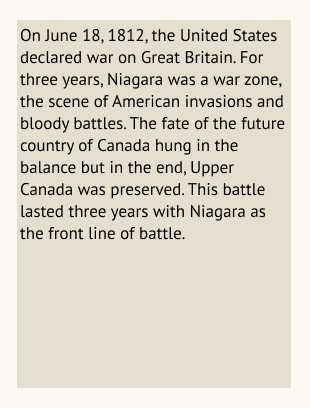 On June 18, 1812, the United States
declared war on Great Britain. For
three years, Niagara was a war zone,
the scene of American invasions and
bloody battles. The fate of the future
country of Canada hung in the
balance but in the end, Upper
Canada was preserved. This battle
lasted three years with Niagara as
the front line of battle.